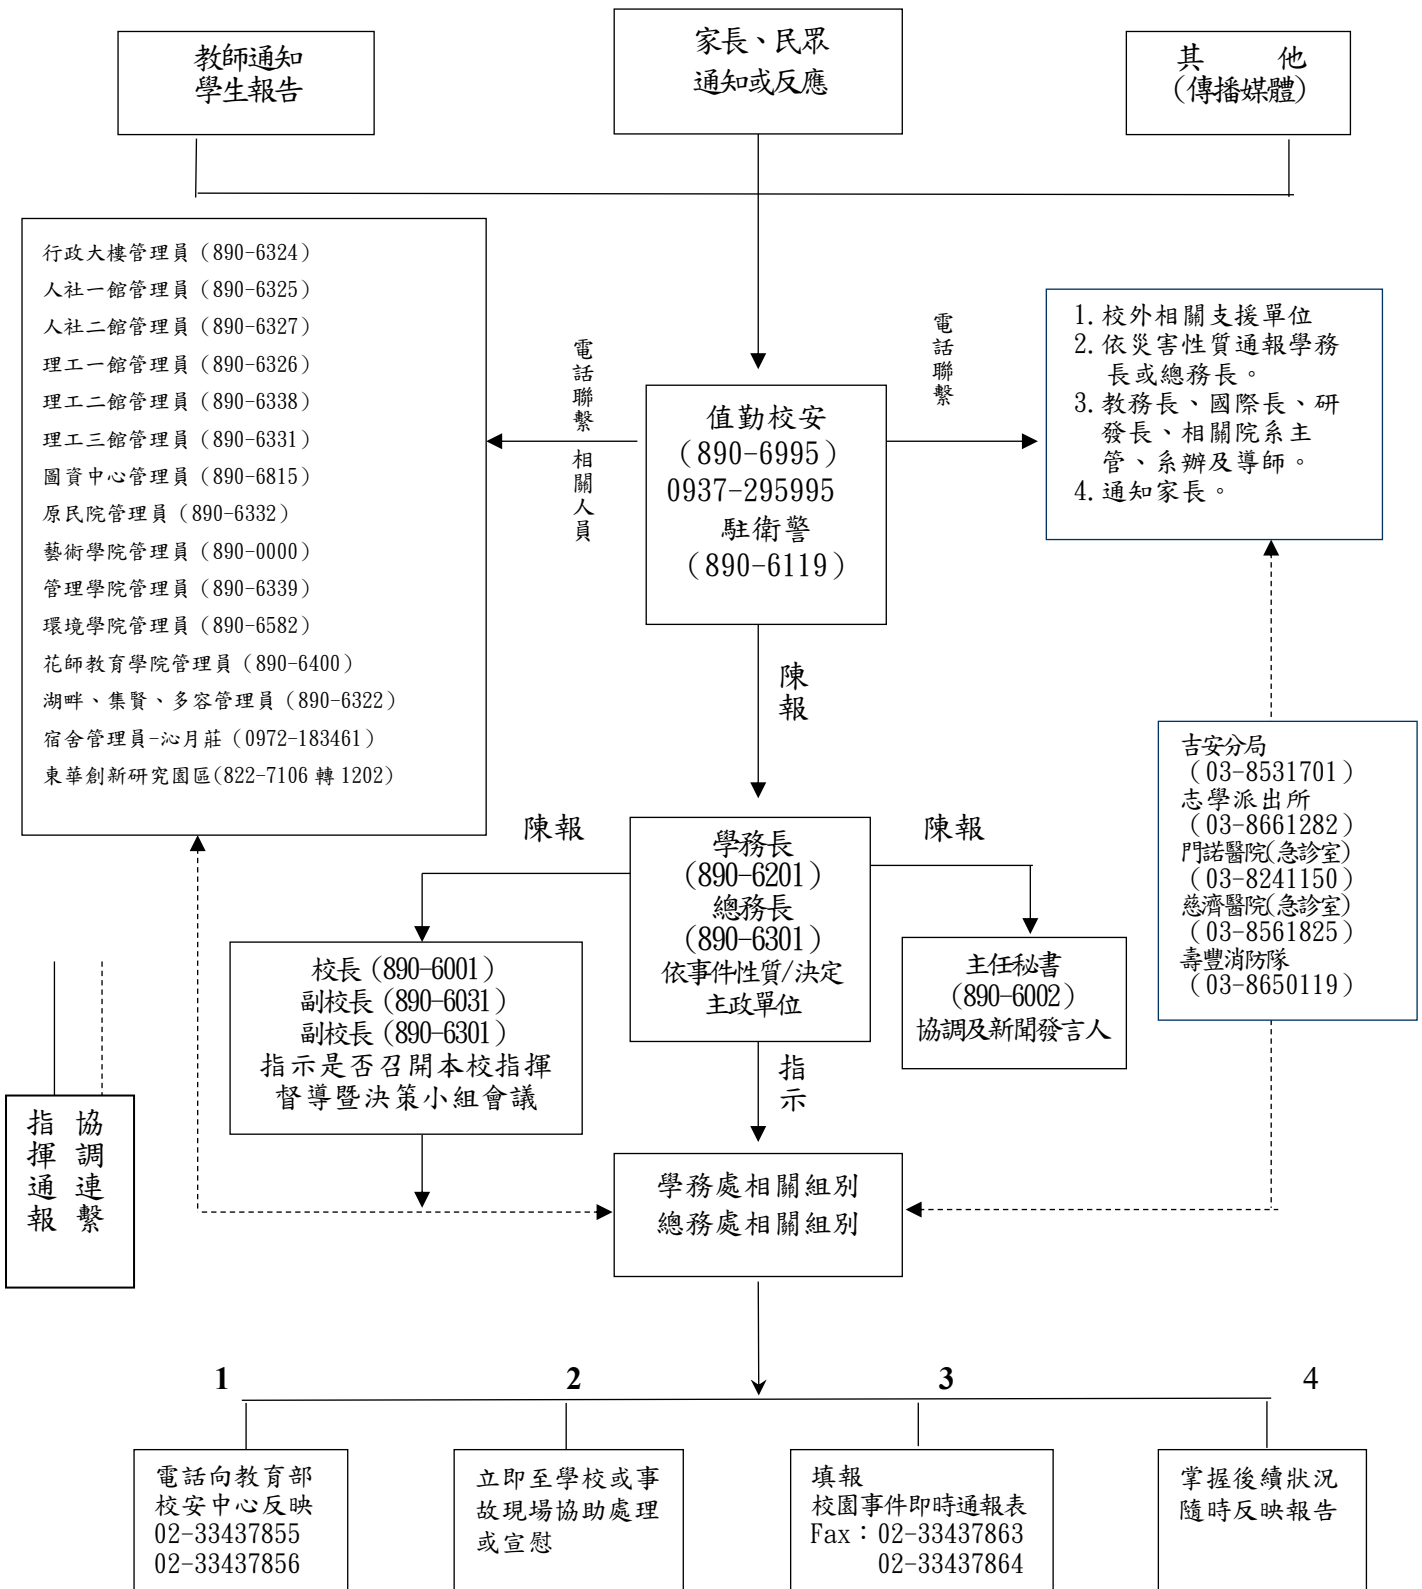 教師通知
學生報告
家長、民眾
通知或反應
其 他
(傳播媒體)
行政大樓管理員（890-6324）
人社一館管理員（890-6325）
人社二館管理員（890-6327）
理工一館管理員（890-6326）
理工二館管理員（890-6338）
理工三館管理員（890-6331）
圖資中心管理員（890-6815）
原民院管理員（890-6332）
藝術學院管理員（890-0000）
管理學院管理員（890-6339）
環境學院管理員（890-6582）
花師教育學院管理員（890-6400）
湖畔、集賢、多容管理員（890-6322）
宿舍管理員-沁月莊（0972-183461）
東華創新研究園區(822-7106 轉 1202)
電話聯繫 相關人員
值勤校安
（890-6995）
0937-295995
駐衛警
（890-6119）
電話聯繫
1.校外相關支援單位
2.依災害性質通報學務
長或總務長。
3.教務長、國際長、研
發長、相關院系主
管、系辦及導師。
4.通知家長。
陳報
吉安分局
（03-8531701）
志學派出所
（03-8661282）
門諾醫院(急診室)
（03-8241150）
慈濟醫院(急診室)
（03-8561825）
壽豐消防隊
（03-8650119）
陳報
學務長
(890-6201)
總務長
(890-6301)
依事件性質/決定
主政單位
陳報
校長(890-6001)
副校長(890-6031)
副校長(890-6301)
指示是否召開本校指揮
督導暨決策小組會議
主任秘書
(890-6002)
協調及新聞發言人
指示
指揮通報
協調連繫
學務處相關組別
總務處相關組別
1
2
3
4
電話向教育部
校安中心反映
02-33437855
02-33437856
立即至學校或事
故現場協助處理
或宣慰
填報
校園事件即時通報表
Fax：02-33437863
02-33437864
掌握後續狀況
隨時反映報告